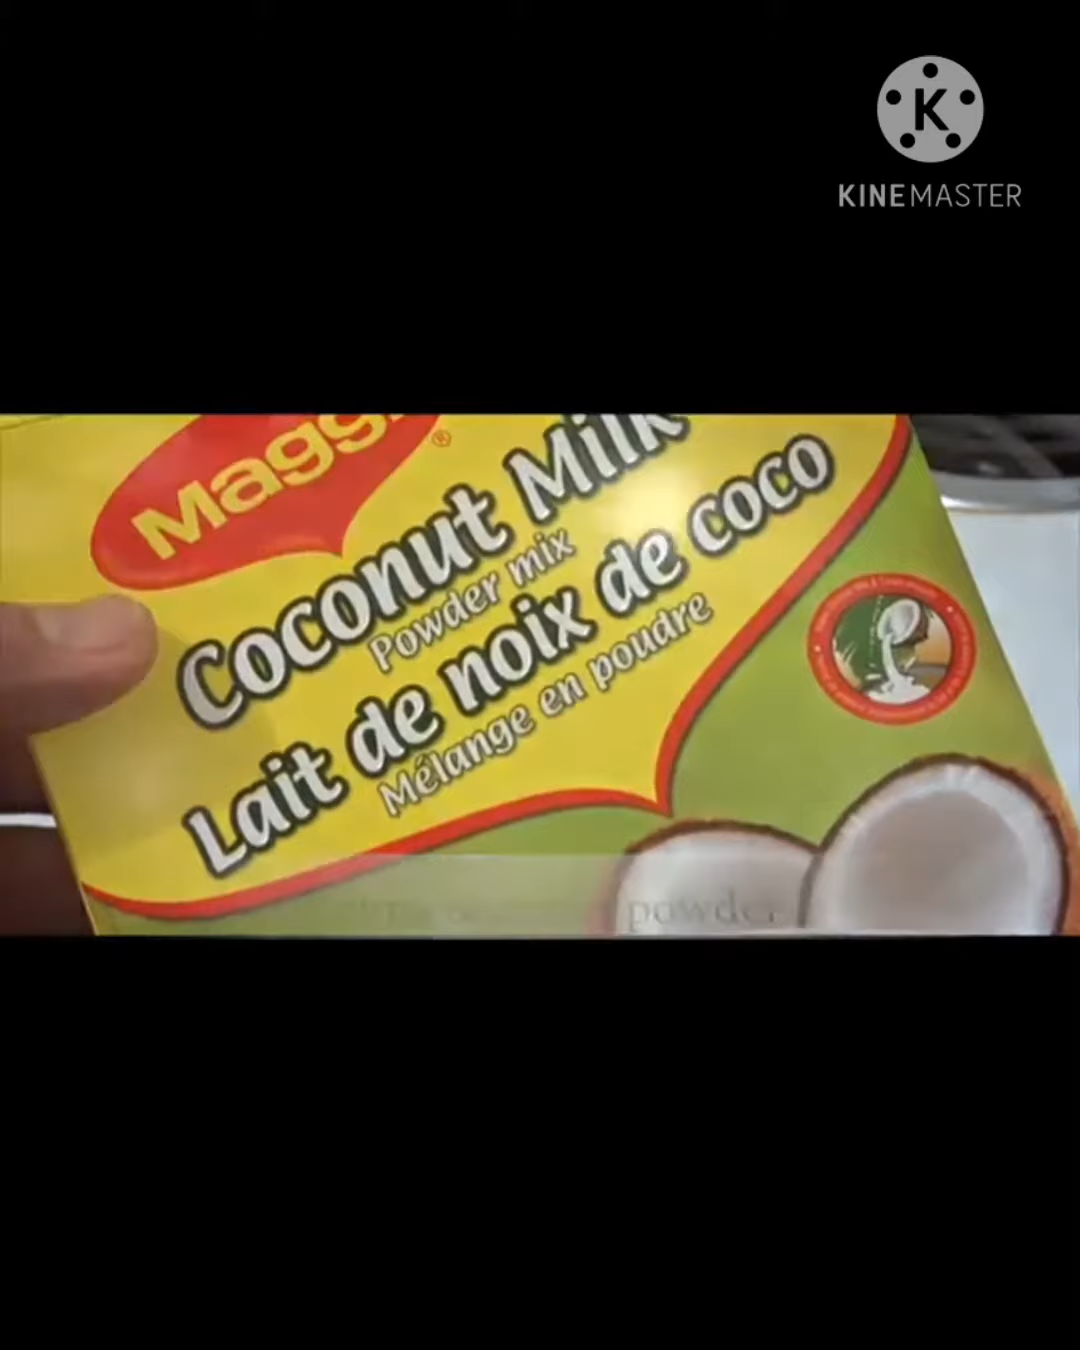 K
KINEMASTER
Maggi®
Coconut Milk
Powder mix
Lait de noix de coco
Mélange en poudre
powder